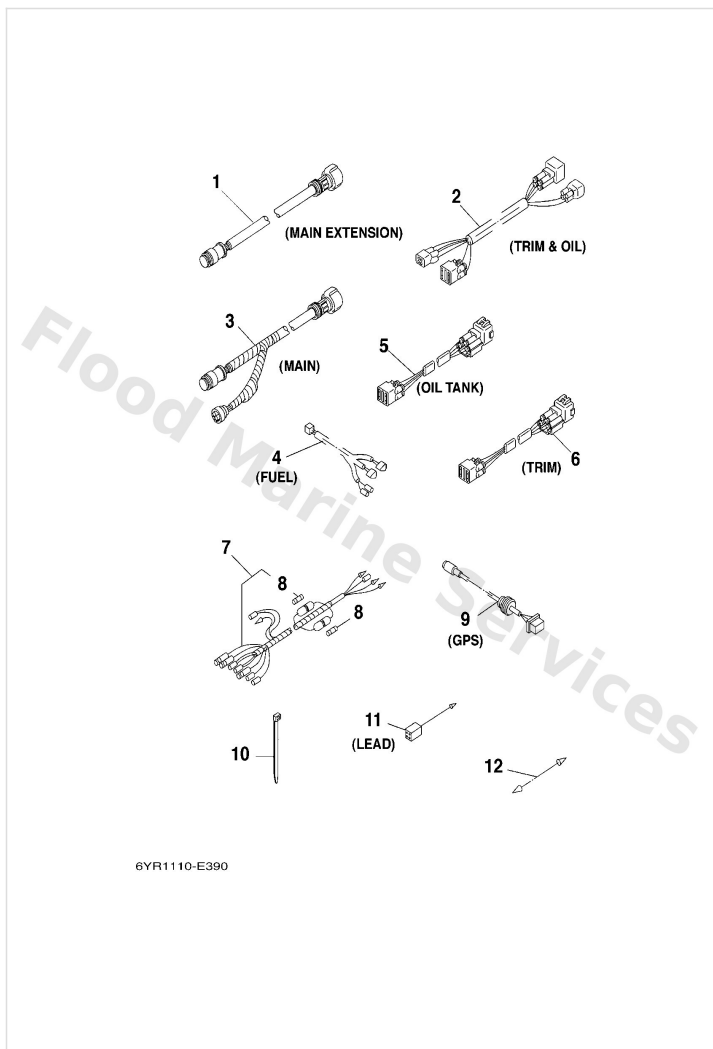 1
(MAIN EXTENSION)
2
(TRIM & OIL)
3
(MAIN)
5
(OIL TANK)
4
(FUEL)
6
(TRIM)
7
8
8
9
(GPS)
10
11
(LEAD)
12
6YR1110-E390
Flood Marine Services